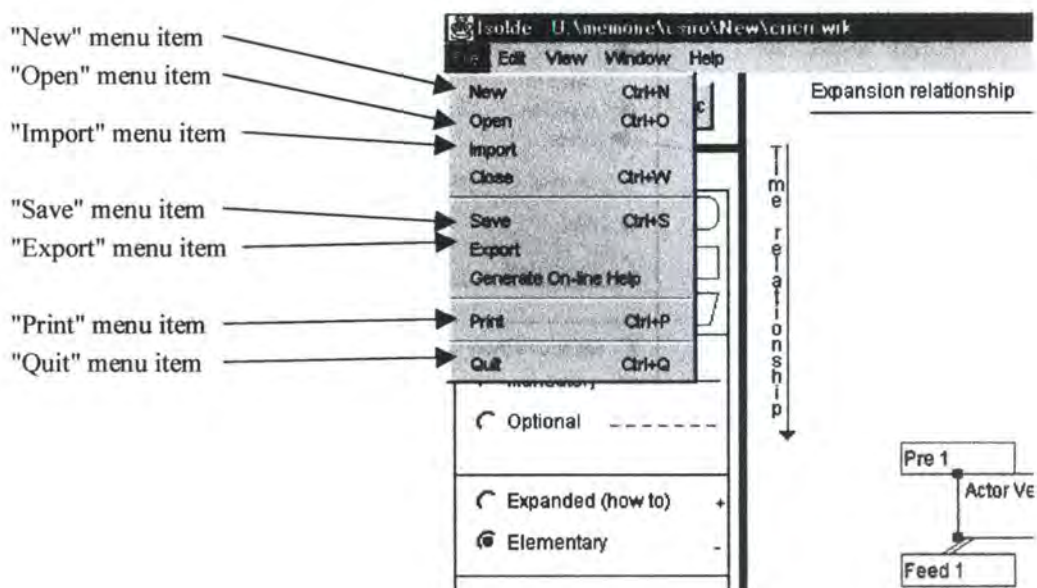 "New" menu item
"Open" menu item
"Import" menu item
"Save" menu item
"Export" menu item
"Print" menu item
"Quit" menu item
Isolde U:\
Edit View Window Help
New Ctrl+N
Open Ctrl+O
Import
Close Ctrl+W
Save Ctrl+S
Export
Generate On-line Help
Print Ctrl+P
Quit Ctrl+Q
c
Optional
Expanded (how to) +
Elementary -
Expansion relationship
Time relationship
Pre 1
Actor Ve
Feed 1